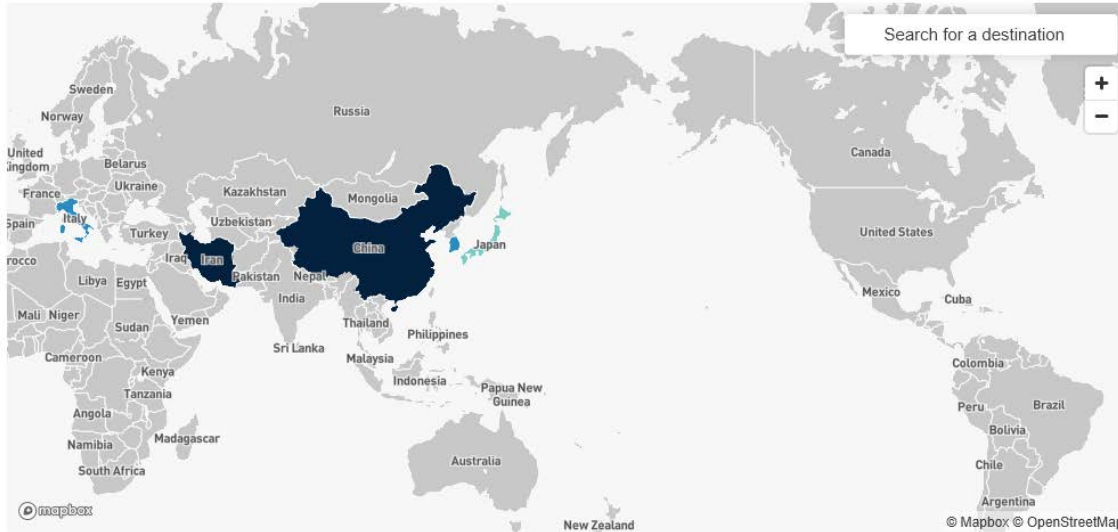 Search for a destination
+
−
Sweden
Norway
Russia
United
Kingdom
Belarus
Canada
Ukraine
France
Kazakhstan
Mongolia
Italy
Spain
Uzbekistan
Turkey
United States
Japan
China
Iraq
Iran
Pakistan
Nepal
Libya
Egypt
Mexico
Cuba
India
Mali
Niger
Yemen
Sudan
Thailand
Philippines
Sri Lanka
Cameroon
Malaysia
Colombia
Kenya
Indonesia
Papua New
Guinea
Tanzania
Brazil
Peru
Angola
Bolivia
Madagascar
Namibia
Australia
Chile
South Africa
Argentina
mapbox
New Zealand
© Mapbox © OpenStreetMap